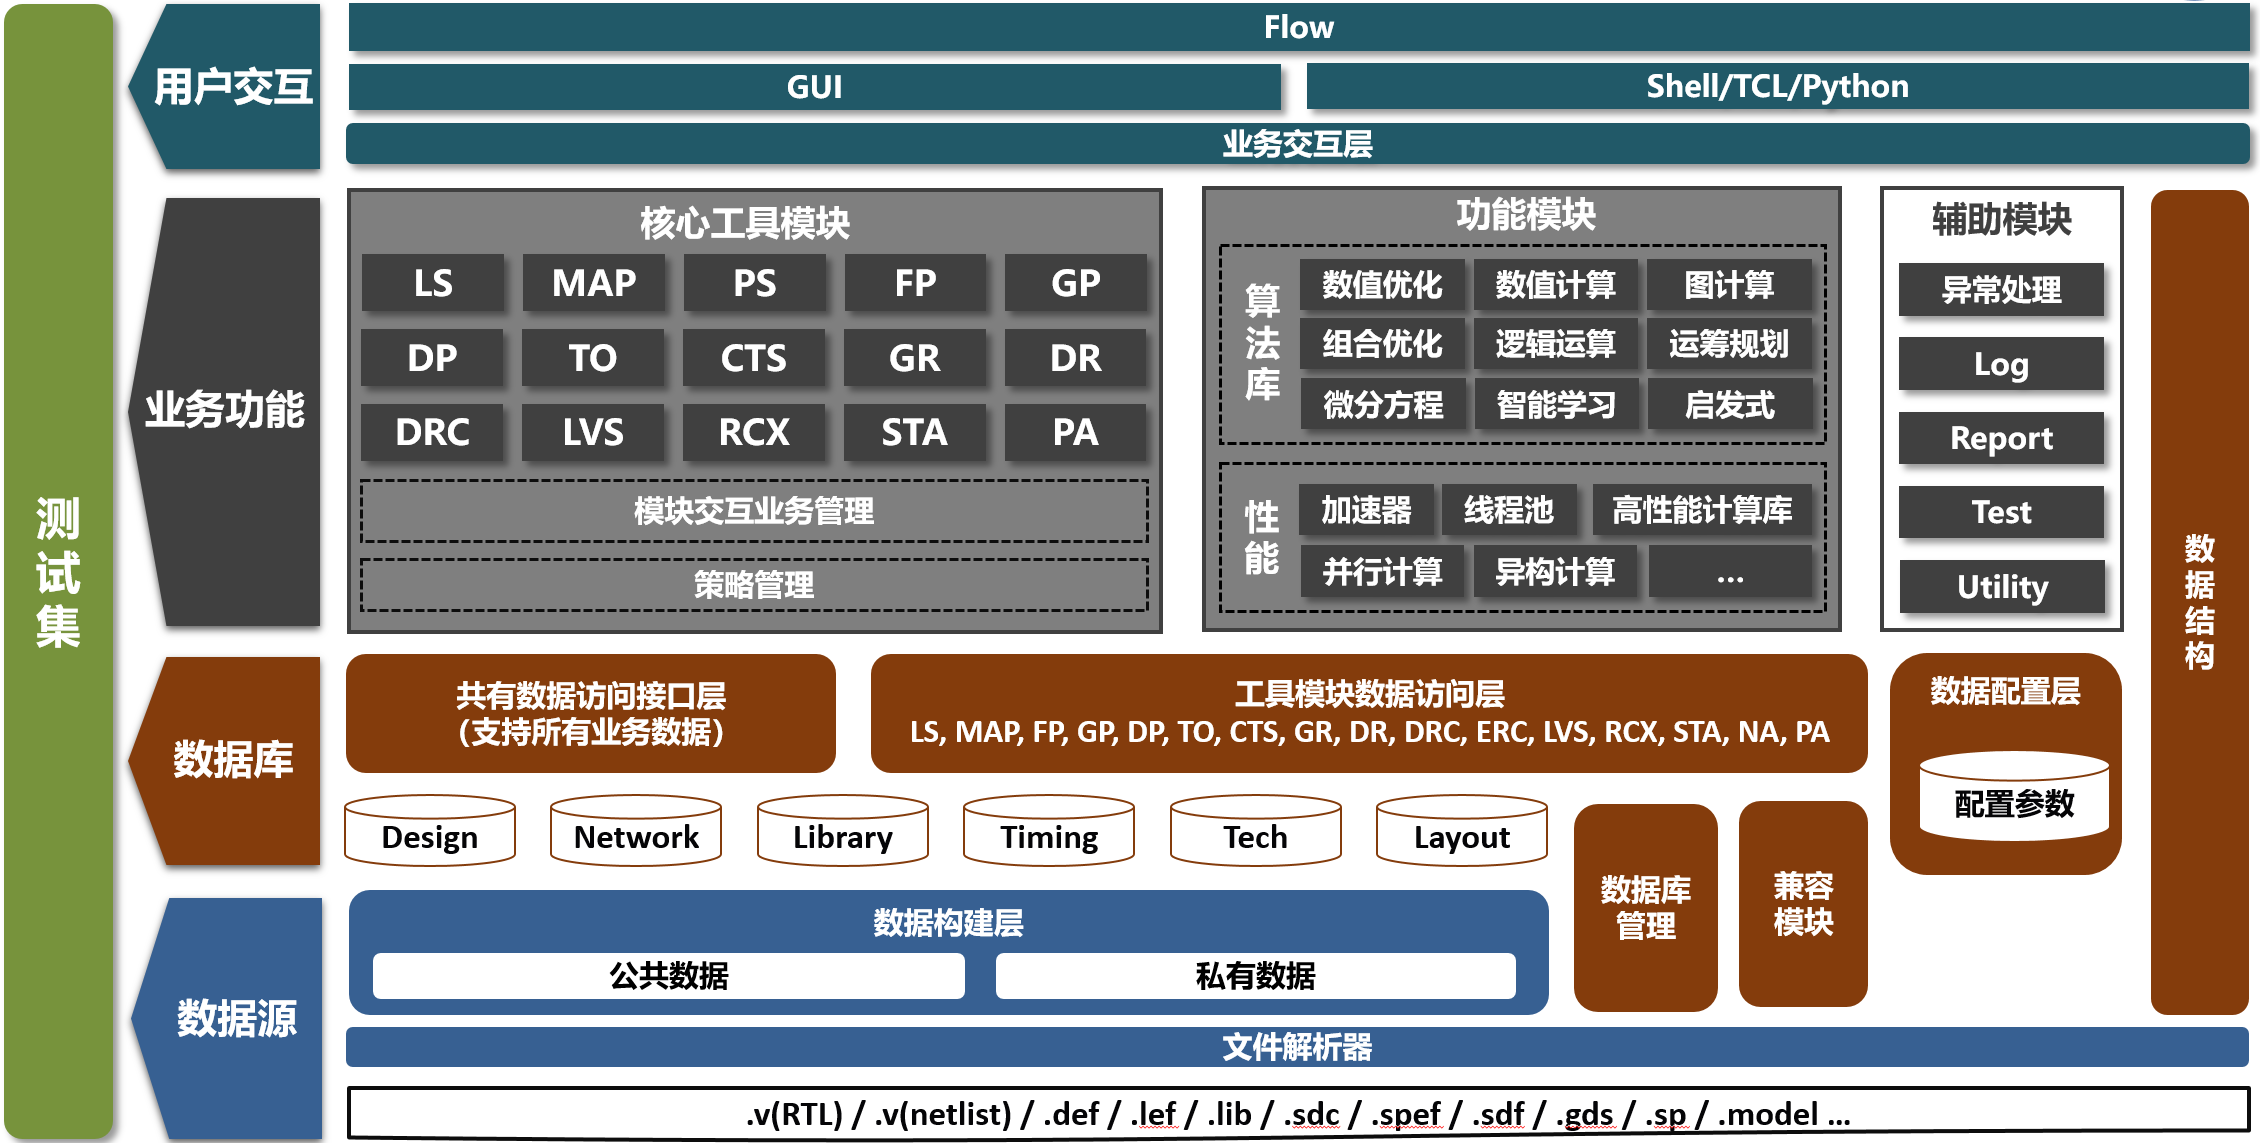 测试集
用户交互
Flow
GUI
Shell/TCL/Python
业务交互层
业务功能
核心工具模块
LS
MAP
PS
FP
GP
DP
TO
CTS
GR
DR
DRC
LVS
RCX
STA
PA
模块交互业务管理
策略管理
功能模块
算法库
数值优化
数值计算
图计算
组合优化
逻辑运算
运筹规划
微分方程
智能学习
启发式
性能
加速器
线程池
高性能计算库
并行计算
异构计算
...
辅助模块
异常处理
Log
Report
Test
Utility
数据结构
数据库
共有数据访问接口层
（支持所有业务数据）
工具模块数据访问层
LS, MAP, FP, GP, DP, TO, CTS, GR, DR, DRC, ERC, LVS, RCX, STA, NA, PA
数据配置层
配置参数
Design
Network
Library
Timing
Tech
Layout
数据库
管理
兼容
模块
数据源
数据构建层
公共数据
私有数据
文件解析器
.v(RTL) / .v(netlist) / .def / .lef / .lib / .sdc / .spef / .sdf / .gds / .sp / .model ...